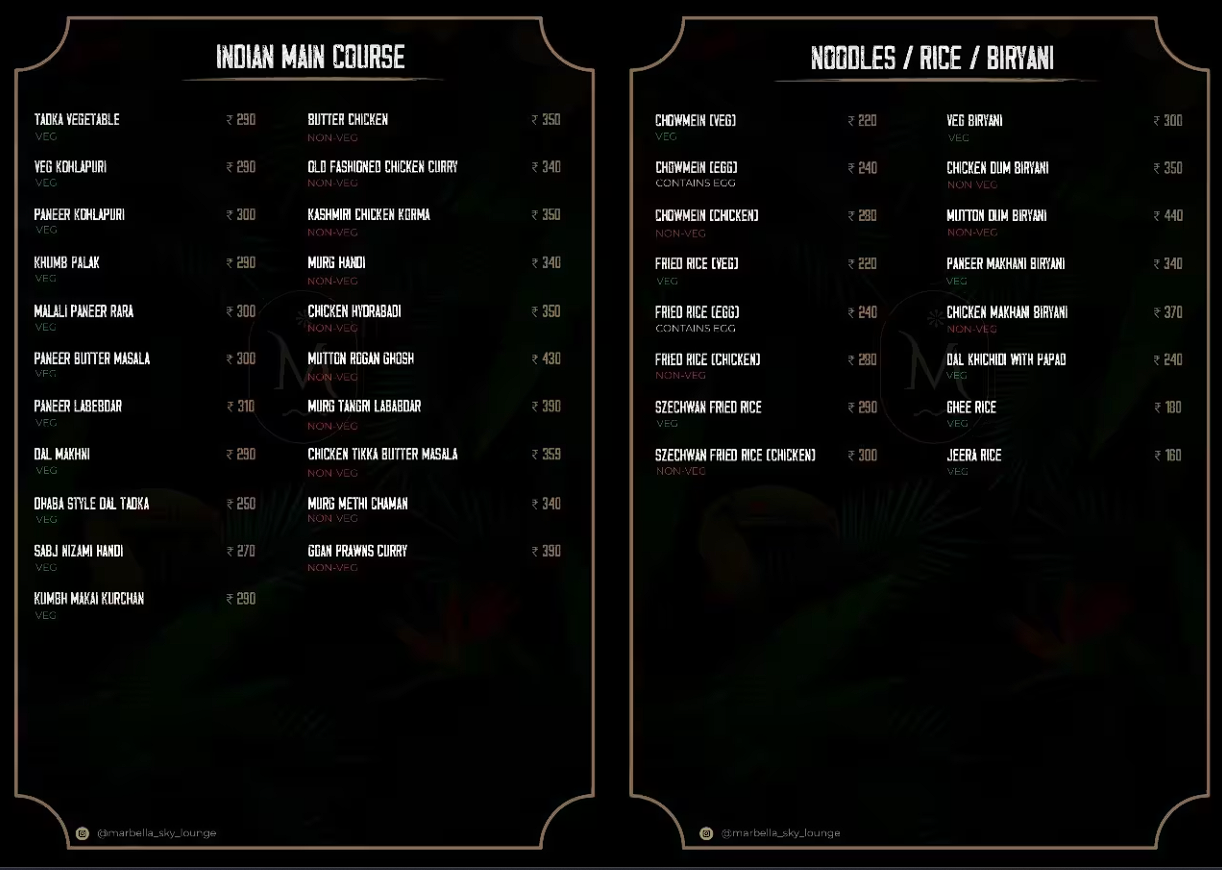 INDIAN MAIN COURSE
TADKA VEGETABLE ₹ 290
VEG
VEG KOHLAPURI ₹ 290
VEG
PANEER KOHLAPURI ₹ 300
VEG
KHUMB PALAK ₹ 290
VEG
MALALI PANEER RARA ₹ 300
VEG
PANEER BUTTER MASALA ₹ 300
VEG
PANEER LABEBDAR ₹ 310
VEG
DAL MAKHNI ₹ 290
VEG
DHABA STYLE DAL TADKA ₹ 250
VEG
SABJ NIZAMI HANDI ₹ 270
VEG
KUMBH MAKAI KURCHAN ₹ 290
VEG
BUTTER CHICKEN ₹ 350
NON-VEG
OLD FASHIONED CHICKEN CURRY ₹ 340
NON-VEG
KASHMIRI CHICKEN KORMA ₹ 350
NON-VEG
MURG HANDI ₹ 340
NON-VEG
CHICKEN HYDRABADI ₹ 350
NON-VEG
MUTTON ROGAN GHOSH ₹ 430
NON-VEG
MURG TANGRI LABABDAR ₹ 390
NON-VEG
CHICKEN TIKKA BUTTER MASALA ₹ 359
NON-VEG
MURG METHI CHAMAN ₹ 340
NON-VEG
GOAN PRAWNS CURRY ₹ 390
NON-VEG
M
@marbella_sky_lounge
NOODLES / RICE / BIRYANI
CHOWMEIN (VEG) ₹ 220
VEG
CHOWMEIN (EGG) ₹ 240
CONTAINS EGG
CHOWMEIN (CHICKEN) ₹ 280
NON-VEG
FRIED RICE (VEG) ₹ 220
VEG
FRIED RICE (EGG) ₹ 240
CONTAINS EGG
FRIED RICE (CHICKEN) ₹ 280
NON-VEG
SZECHWAN FRIED RICE ₹ 290
VEG
SZECHWAN FRIED RICE (CHICKEN) ₹ 300
NON-VEG
VEG BIRYANI ₹ 300
VEG
CHICKEN DUM BIRYANI ₹ 350
NON-VEG
MUTTON DUM BIRYANI ₹ 440
NON-VEG
PANEER MAKHANI BIRYANI ₹ 340
VEG
CHICKEN MAKHANI BIRYANI ₹ 370
NON-VEG
DAL KHICHIDI WITH PAPAD ₹ 240
VEG
GHEE RICE ₹ 180
VEG
JEERA RICE ₹ 160
VEG
M
@marbella_sky_lounge